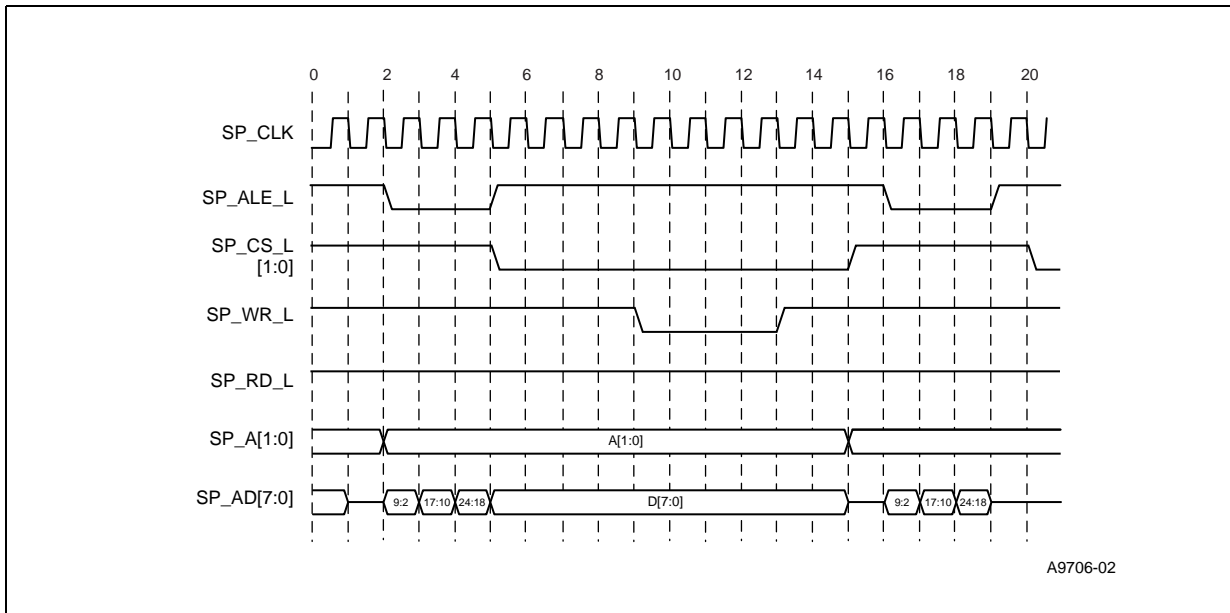 0 2 4 6 8 10 12 14 16 18 20
SP_CLK
SP_ALE_L
SP_CS_L
[1:0]
SP_WR_L
SP_RD_L
SP_A[1:0] A[1:0]
SP_AD[7:0] 9:2 17:10 24:18 D[7:0] 9:2 17:10 24:18
A9706-02